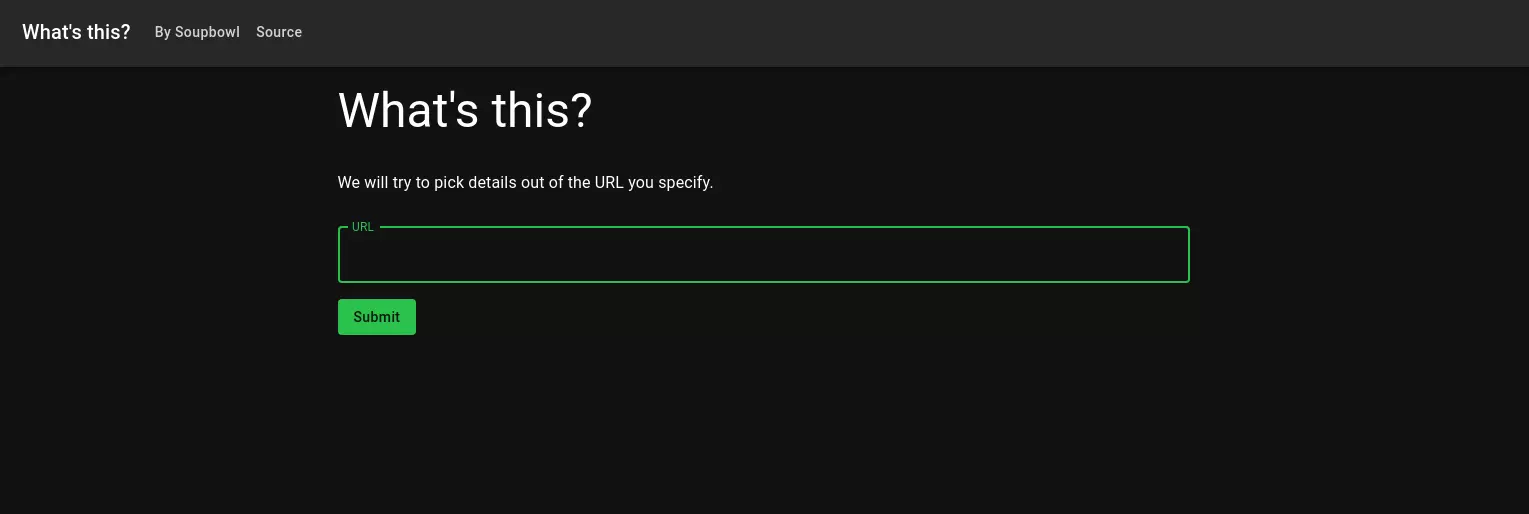 What's this? By Soupbowl Source
What's this?
We will try to pick details out of the URL you specify.
URL
Submit